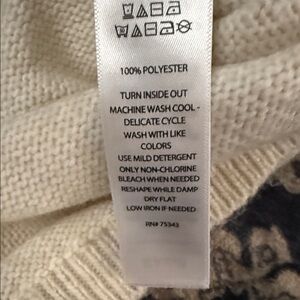 100% POLYESTER
TURN INSIDE OUT
MACHINE WASH COOL -
DELICATE CYCLE
WASH WITH LIKE
COLORS
USE MILD DETERGENT
ONLY NON-CHLORINE
BLEACH WHEN NEEDED
RESHAPE WHILE DAMP
DRY FLAT
LOW IRON IF NEEDED
RN# 75343